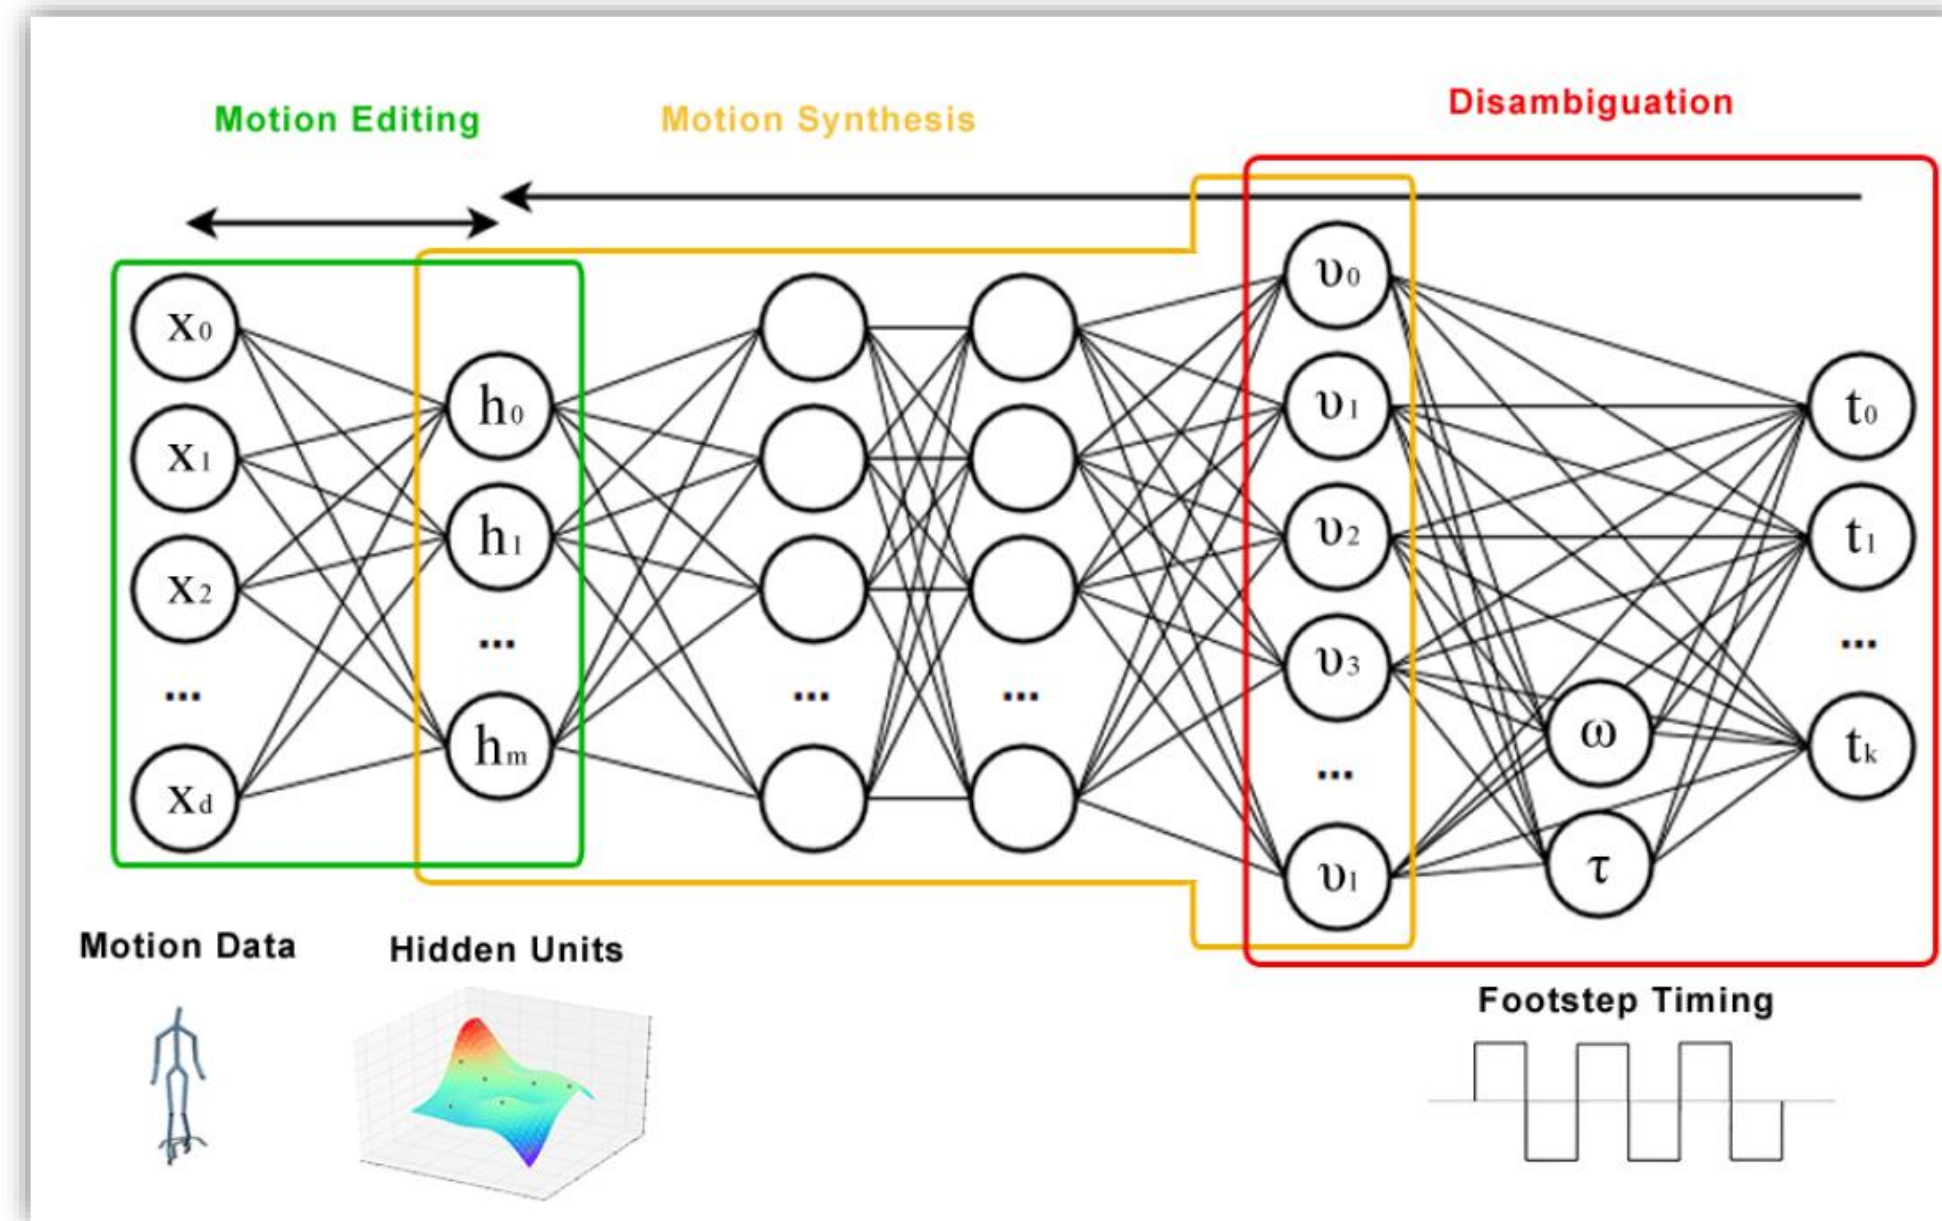 Motion Editing
Motion Synthesis
Disambiguation
x0
x1
x2
...
xd
h0
h1
...
hm
...
...
υ0
υ1
υ2
υ3
...
υl
ω
τ
t0
t1
...
tk
Motion Data
Hidden Units
Footstep Timing